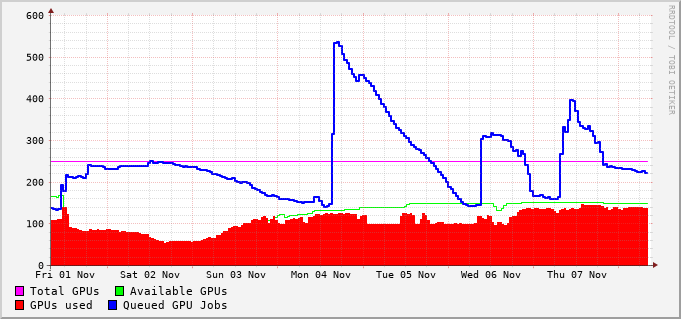 RRDTOOL / TOBI OETIKER
600
500
400
300
200
100
0
Fri 01 Nov Sat 02 Nov Sun 03 Nov Mon 04 Nov Tue 05 Nov Wed 06 Nov Thu 07 Nov
Total GPUs Available GPUs
GPUs used Queued GPU Jobs